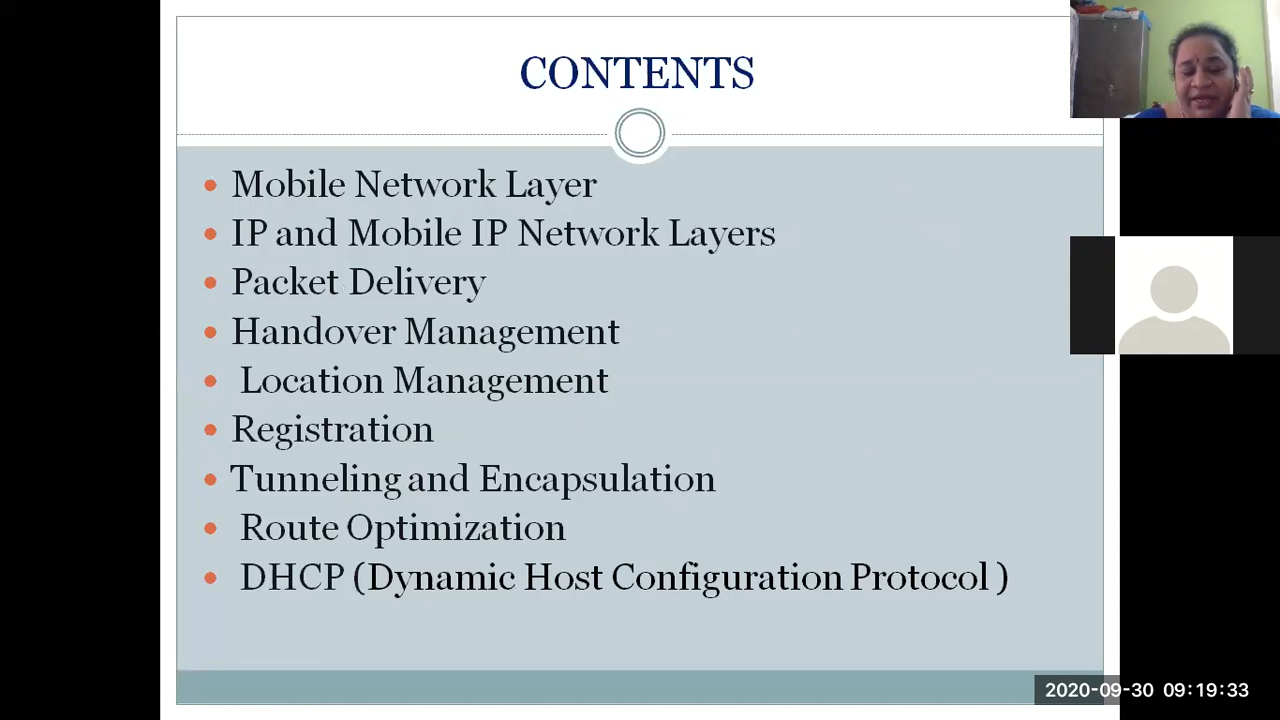 CONTENTS
Mobile Network Layer
IP and Mobile IP Network Layers
Packet Delivery
Handover Management
Location Management
Registration
Tunneling and Encapsulation
Route Optimization
DHCP (Dynamic Host Configuration Protocol )
2020-09-30 09:19:33